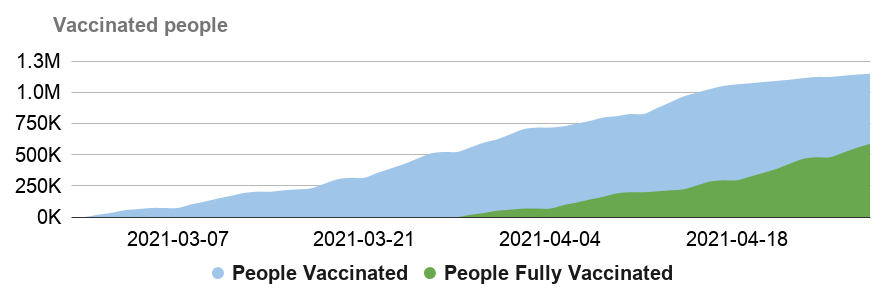 Vaccinated people
1.3M
1.0M
750K
500K
250K
0K
2021-03-07 2021-03-21 2021-04-04 2021-04-18
People Vaccinated People Fully Vaccinated